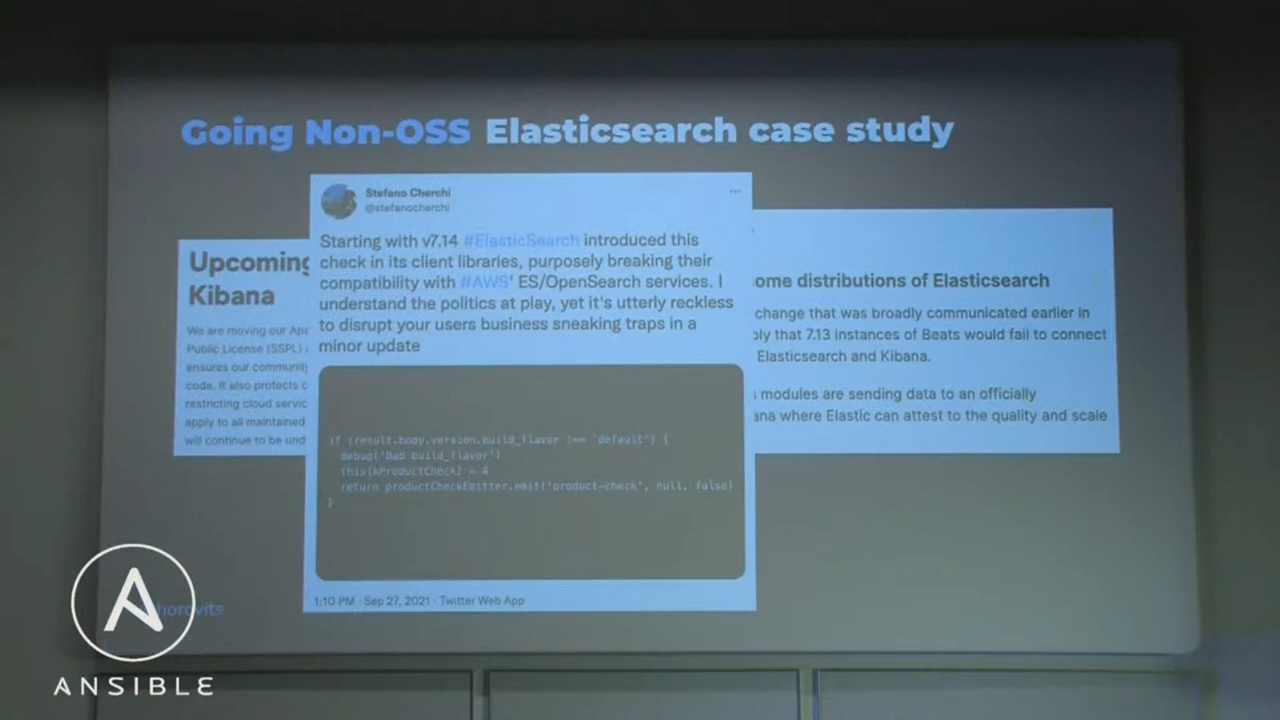 Going Non-OSS Elasticsearch case study
Stefano Cherchi
@stefanocherchi
Starting with v7.14 #ElasticSearch introduced this
check in its client libraries, purposely breaking their
compatibility with #AWS' ES/OpenSearch services. I
understand the politics at play, yet it's utterly reckless
to disrupt your users business sneaking traps in a
minor update
if (result.body.version.build_flavor !== 'default') {
debug('Bad build_flavor')
this[kProductCheck] = 4
return productCheckEmitter.emit('product-check', null, false)
}
1:10 PM · Sep 27, 2021 · Twitter Web App
Upcoming
Kibana
We are moving our
Public License (SSPL)
ensures our community
code. It also protects
restricting cloud
apply to all maintained
will continue to be
distributions of Elasticsearch
change that was broadly communicated earlier in
that 7.13 instances of Beats would fail to connect
Elasticsearch and Kibana.
modules are sending data to an officially
where Elastic can attest to the quality and scale
horovits
ANSIBLE